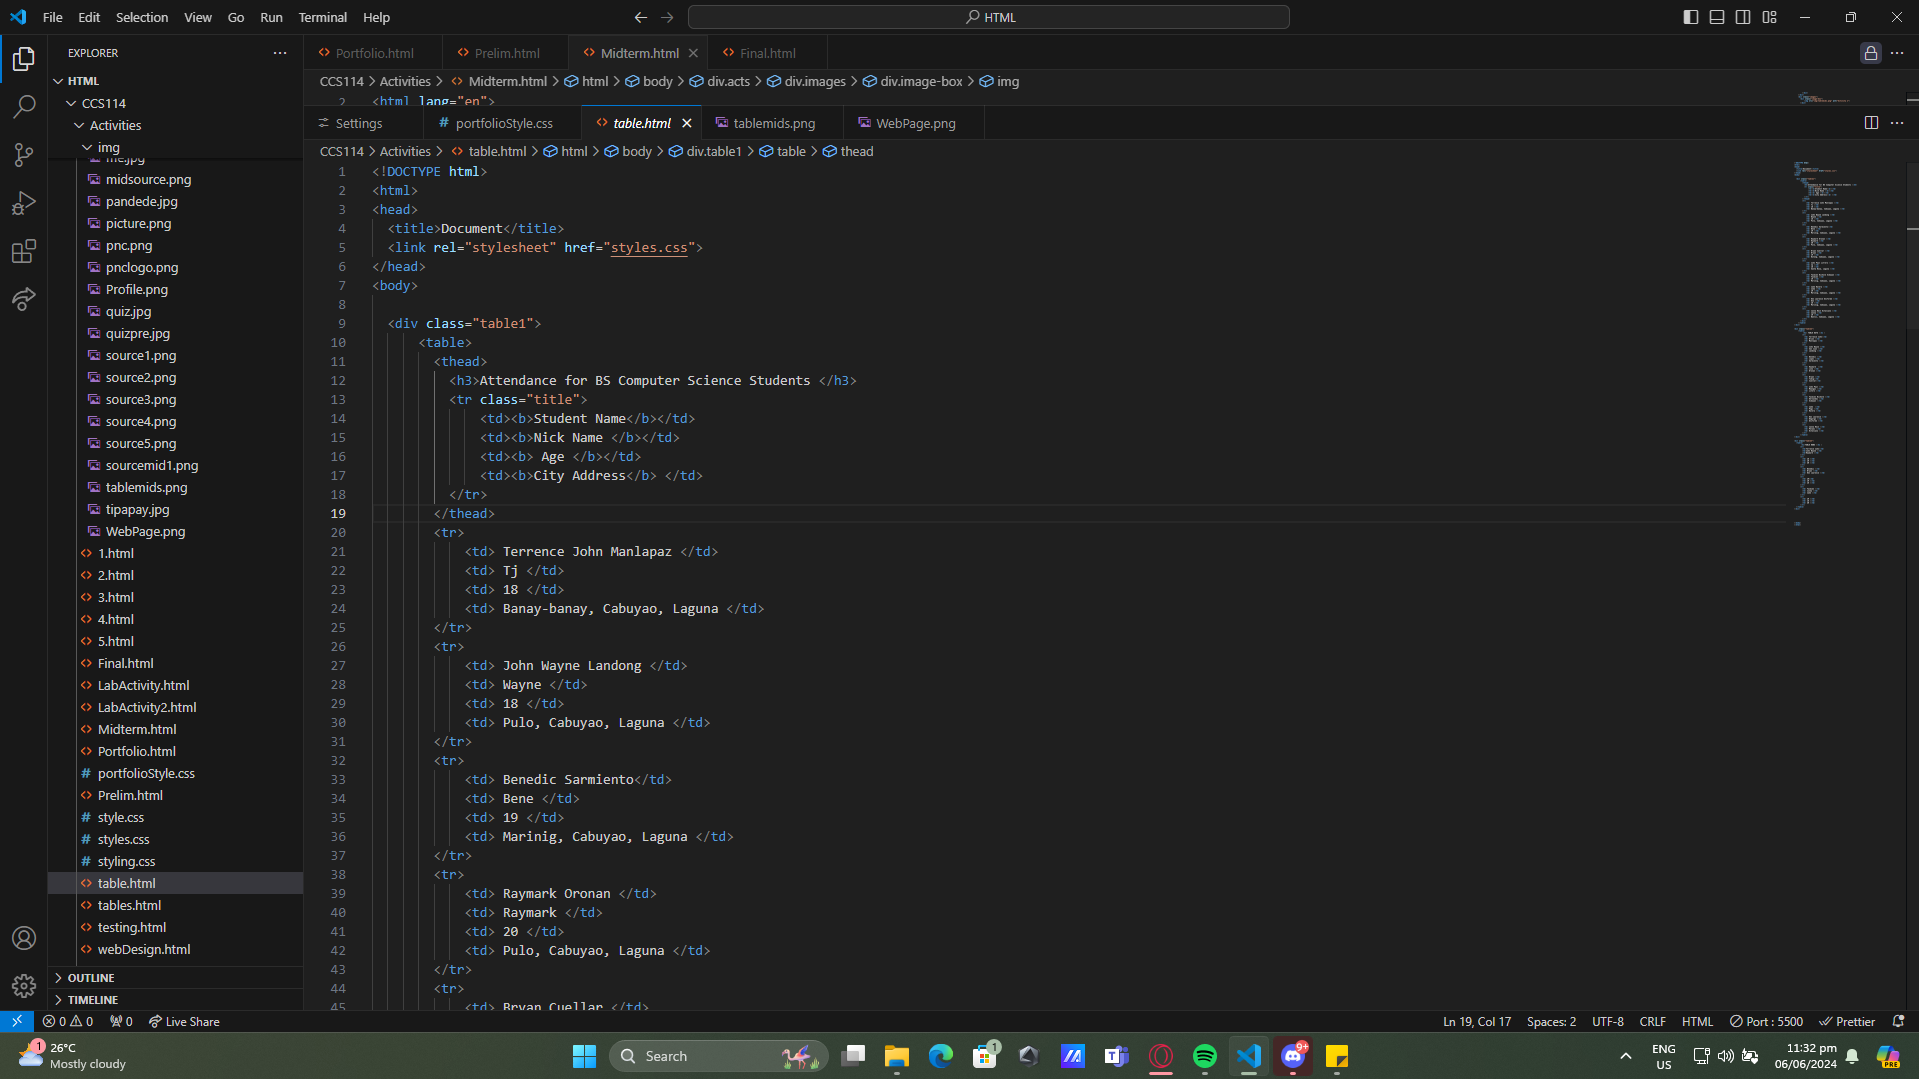 File Edit Selection View Go Run Terminal Help
HTML
EXPLORER
HTML
CCS114
Activities
img
me.jpg
midsource.png
pandede.jpg
picture.png
pnc.png
pnclogo.png
Profile.png
quiz.jpg
quizpre.jpg
source1.png
source2.png
source3.png
source4.png
source5.png
sourcemid1.png
tablemids.png
tipapay.jpg
WebPage.png
1.html
2.html
3.html
4.html
5.html
Final.html
LabActivity.html
LabActivity2.html
Midterm.html
Portfolio.html
portfolioStyle.css
Prelim.html
style.css
styles.css
styling.css
table.html
tables.html
testing.html
webDesign.html
OUTLINE
TIMELINE
Portfolio.html Prelim.html Midterm.html Final.html
CCS114 > Activities > Midterm.html > html > body > div.acts > div.images > div.image-box > img
2 <html lang="en">
Settings portfolioStyle.css table.html tablemids.png WebPage.png
CCS114 > Activities > table.html > html > body > div.table1 > table > thead
1 <!DOCTYPE html>
2 <html>
3 <head>
4 <title>Document</title>
5 <link rel="stylesheet" href="styles.css">
6 </head>
7 <body>
8
9 <div class="table1">
10 <table>
11 <thead>
12 <h3>Attendance for BS Computer Science Students </h3>
13 <tr class="title">
14 <td><b>Student Name</b></td>
15 <td><b>Nick Name </b></td>
16 <td><b> Age </b></td>
17 <td><b>City Address</b> </td>
18 </tr>
19 </thead>
20 <tr>
21 <td> Terrence John Manlapaz </td>
22 <td> Tj </td>
23 <td> 18 </td>
24 <td> Banay-banay, Cabuyao, Laguna </td>
25 </tr>
26 <tr>
27 <td> John Wayne Landong </td>
28 <td> Wayne </td>
29 <td> 18 </td>
30 <td> Pulo, Cabuyao, Laguna </td>
31 </tr>
32 <tr>
33 <td> Benedic Sarmiento</td>
34 <td> Bene </td>
35 <td> 19 </td>
36 <td> Marinig, Cabuyao, Laguna </td>
37 </tr>
38 <tr>
39 <td> Raymark Oronan </td>
40 <td> Raymark </td>
41 <td> 20 </td>
42 <td> Pulo, Cabuyao, Laguna </td>
43 </tr>
44 <tr>
45 <td> Bryan Cuellar </td>
0 0 0 Live Share
Ln 19, Col 17 Spaces: 2 UTF-8 CRLF HTML Port : 5500 Prettier
1
26°C
Mostly cloudy
Search
1
9+
ENG
US
11:32 pm
06/06/2024
PRE